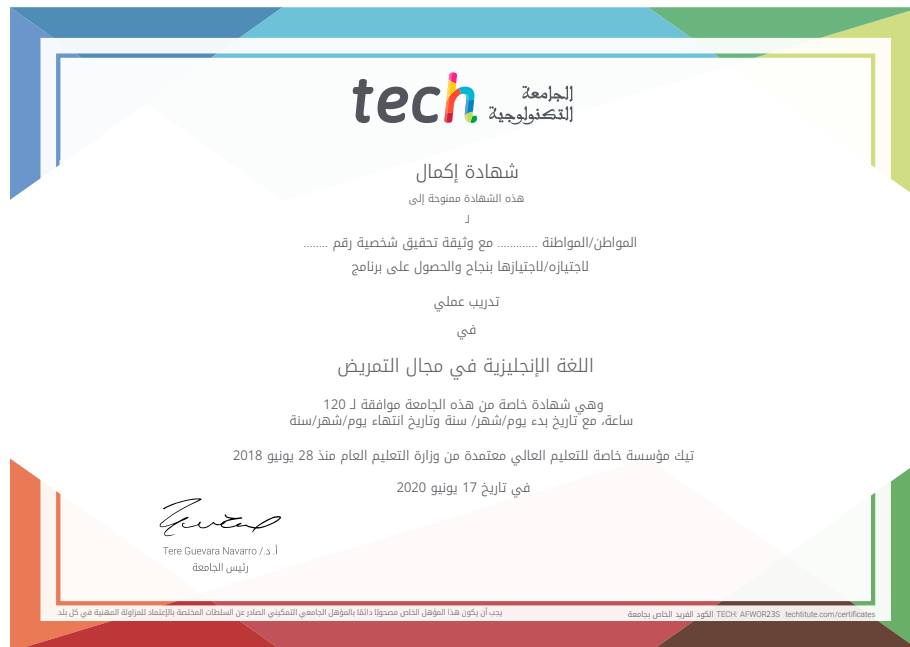 tech
الجامعة
التكنولوجية
شهادة إكمال
هذه الشهادة ممنوحة إلى
لـ
المواطن/المواطنة ............. مع وثيقة تحقيق شخصية رقم ........
لاجتيازه/لاجتيازها بنجاح والحصول على برنامج
تدريب عملي
في
اللغة الإنجليزية في مجال التمريض
وهي شهادة خاصة من هذه الجامعة موافقة لـ 120
ساعة، مع تاريخ بدء يوم/شهر/ سنة وتاريخ انتهاء يوم/شهر/سنة
تيك مؤسسة خاصة للتعليم العالي معتمدة من وزارة التعليم العام منذ 28 يونيو 2018
في تاريخ 17 يونيو 2020
أ. د./ Tere Guevara Navarro
رئيس الجامعة
يجب أن يكون هذا المؤهل الخاص مصحوبًا دائمًا بالمؤهل الجامعي التمكيني الصادر عن السلطات المختصة بالإعتماد للمزاولة المهنية في كل بلد.
الكود الفريد الخاص بجامعة TECH: AFWOR23S techtitute.com/certificates